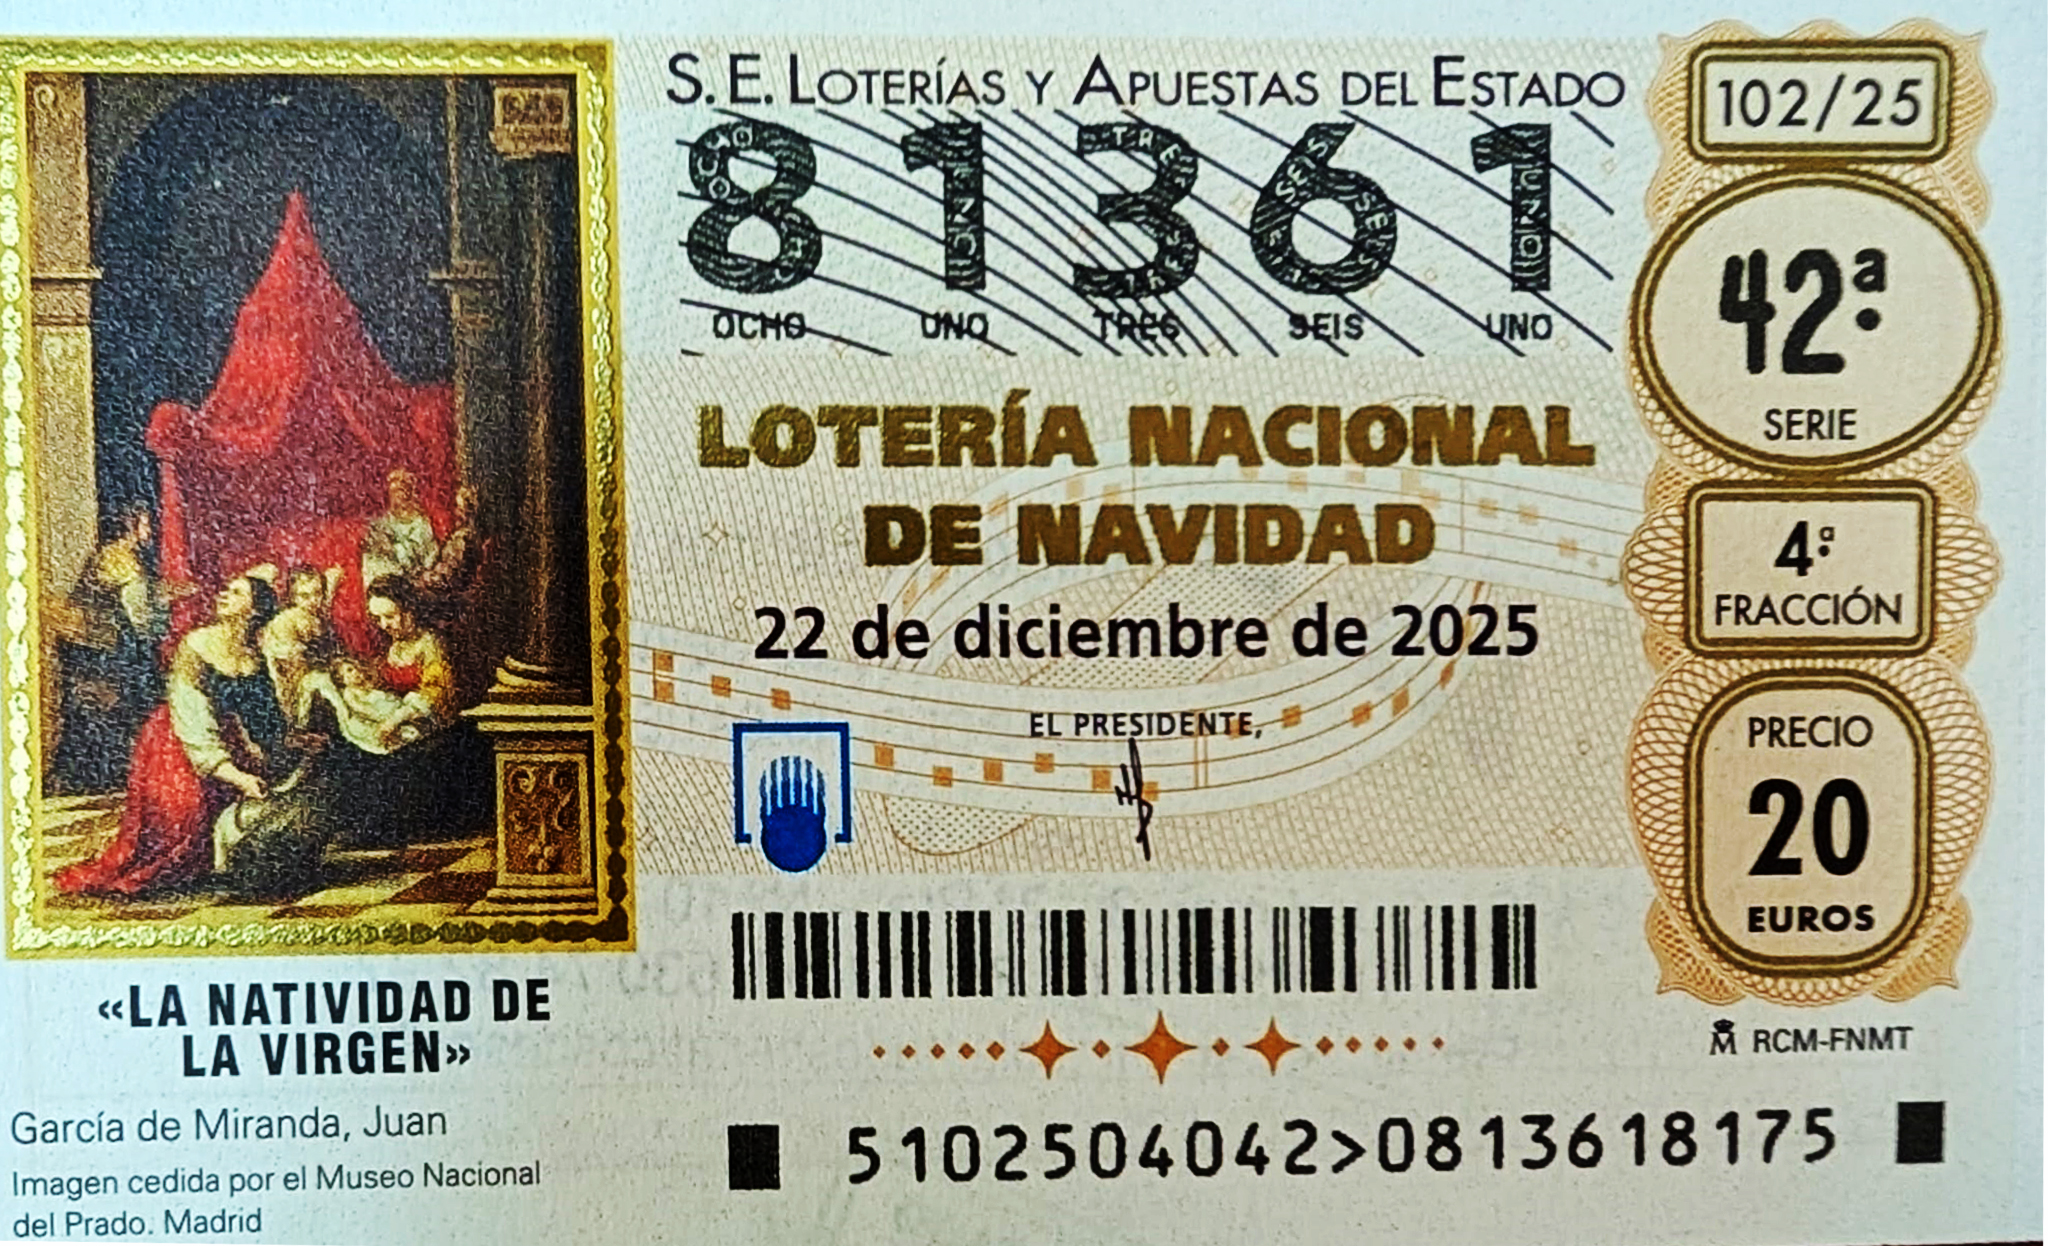 S. E. LOTERÍAS Y APUESTAS DEL ESTADO
81361
OCHO UNO TRES SEIS UNO
LOTERÍA NACIONAL
DE NAVIDAD
22 de diciembre de 2025
EL PRESIDENTE,
102/25
42ª
SERIE
4ª
FRACCIÓN
PRECIO
20
EUROS
RCM-FNMT
«LA NATIVIDAD DE
LA VIRGEN»
García de Miranda, Juan
Imagen cedida por el Museo Nacional
del Prado. Madrid
5102504042>0813618175